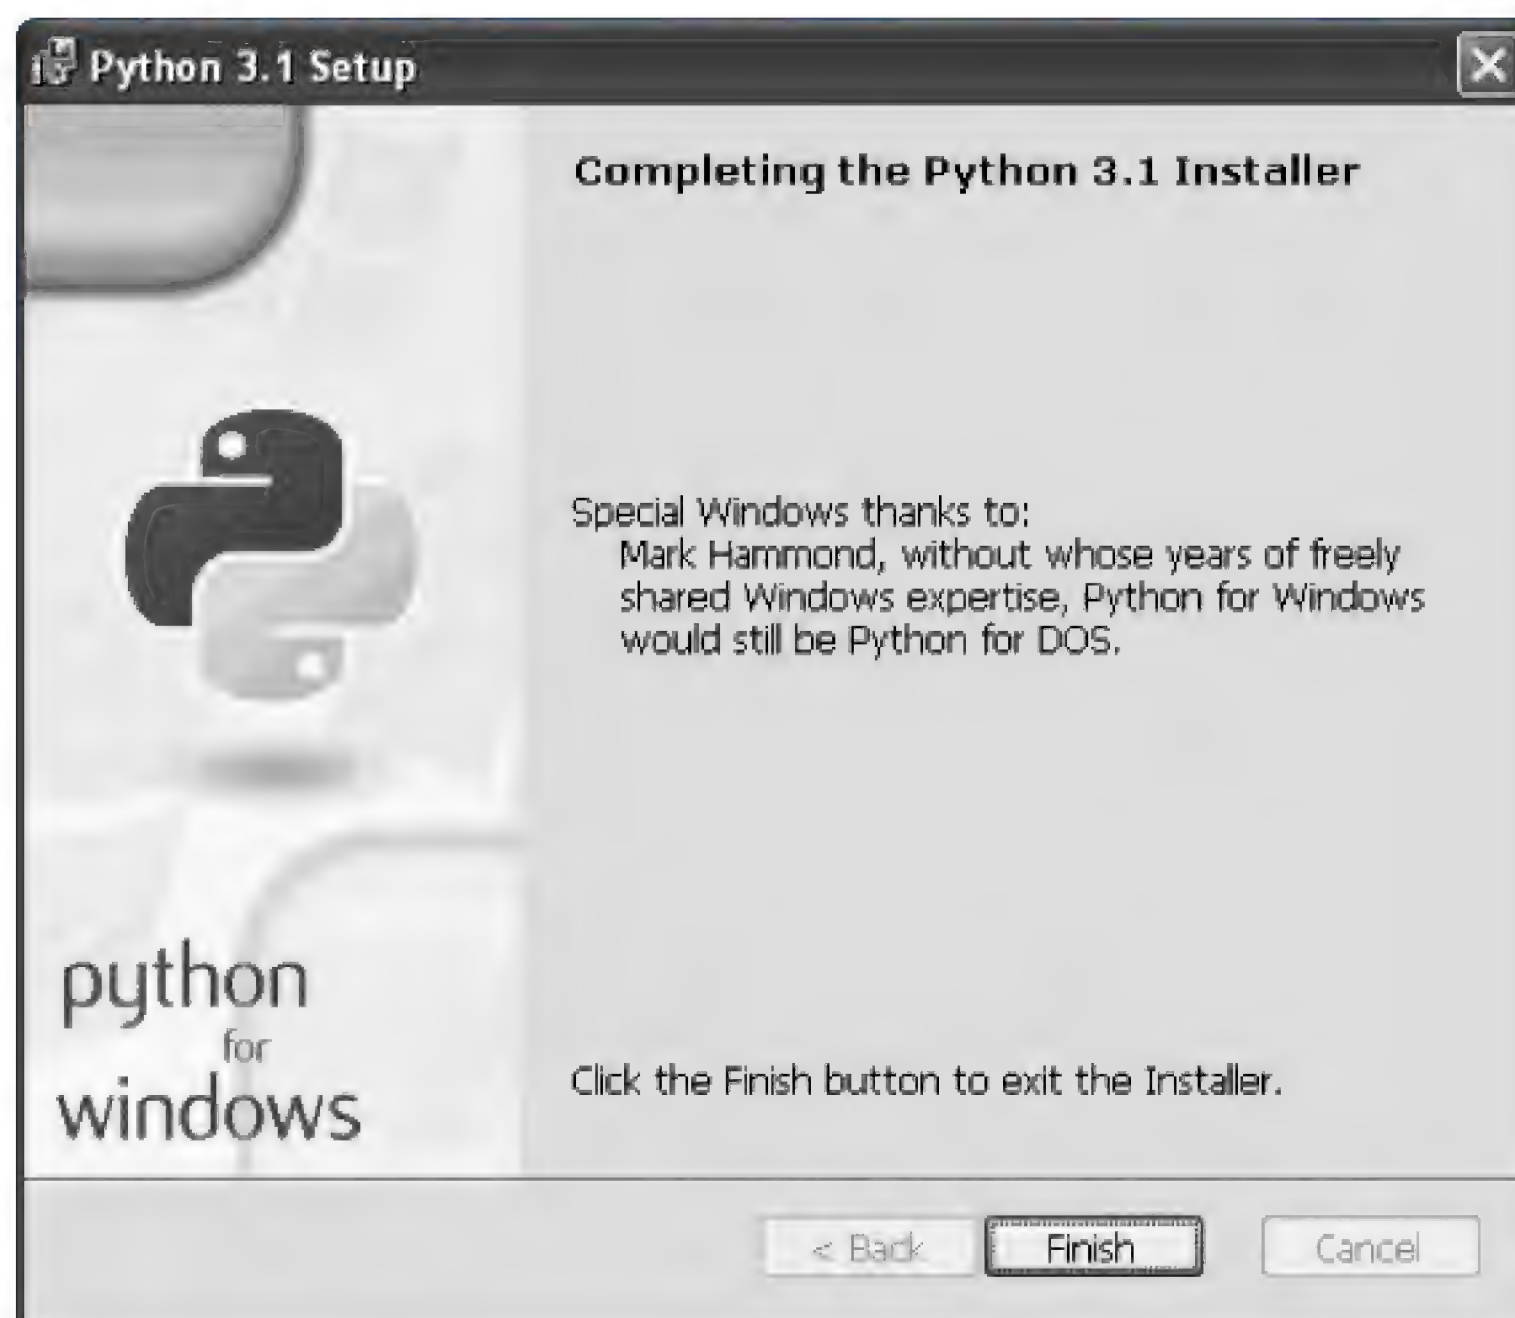 Python 3.1 Setup
Completing the Python 3.1 Installer
Special Windows thanks to:
Mark Hammond, without whose years of freely
shared Windows expertise, Python for Windows
would still be Python for DOS.
python
for
windows
Click the Finish button to exit the Installer.
< Back
Finish
Cancel